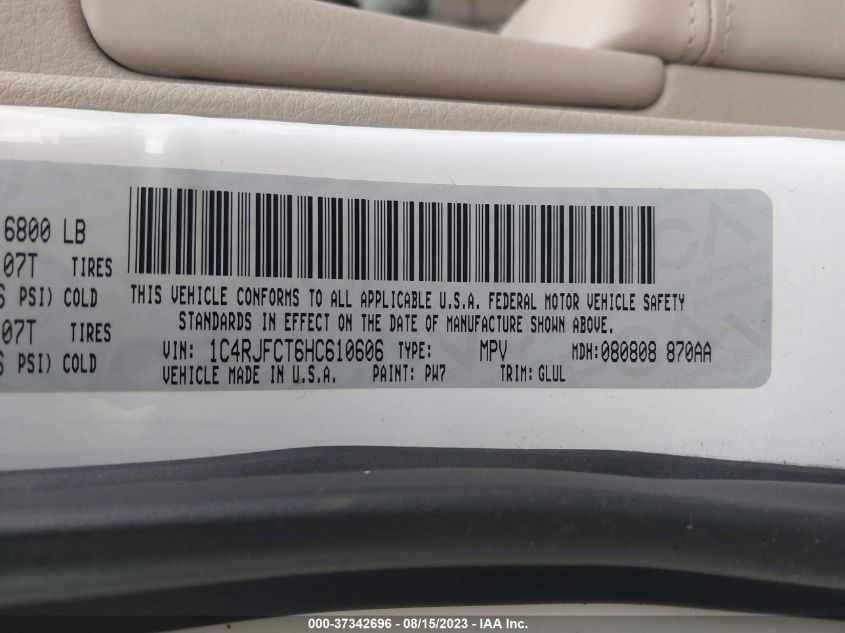 6800 LB
07T TIRES
PSI) COLD
07T TIRES
PSI) COLD
THIS VEHICLE CONFORMS TO ALL APPLICABLE U.S.A. FEDERAL MOTOR VEHICLE SAFETY
STANDARDS IN EFFECT ON THE DATE OF MANUFACTURE SHOWN ABOVE.
VIN: 1C4RJFCT6HC610606 TYPE: MPV MDH: 080808 870AA
VEHICLE MADE IN U.S.A. PAINT: PW7 TRIM: GLUL
000-37342696 - 08/15/2023 - IAA Inc.